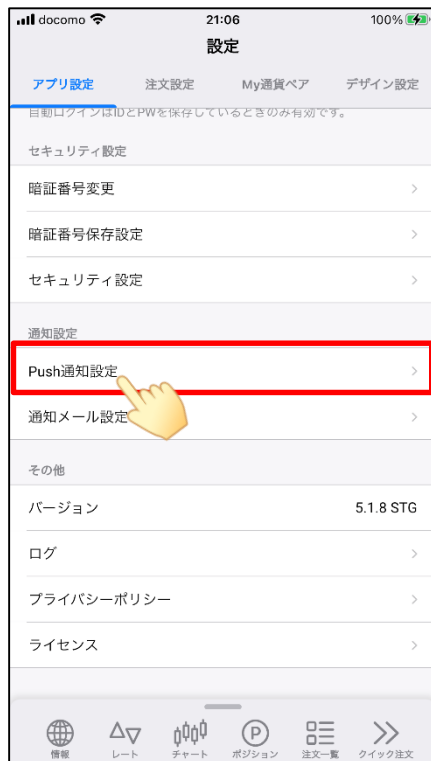 docomo 21:06 100%
設定
アプリ設定 注文設定 My通貨ペア デザイン設定
自動ログインはIDとPWを保存しているときのみ有効です。
セキュリティ設定
暗証番号変更
暗証番号保存設定
セキュリティ設定
通知設定
Push通知設定
通知メール設定
その他
バージョン 5.1.8 STG
ログ
プライバシーポリシー
ライセンス
情報 レート チャート ポジション 注文一覧 クイック注文